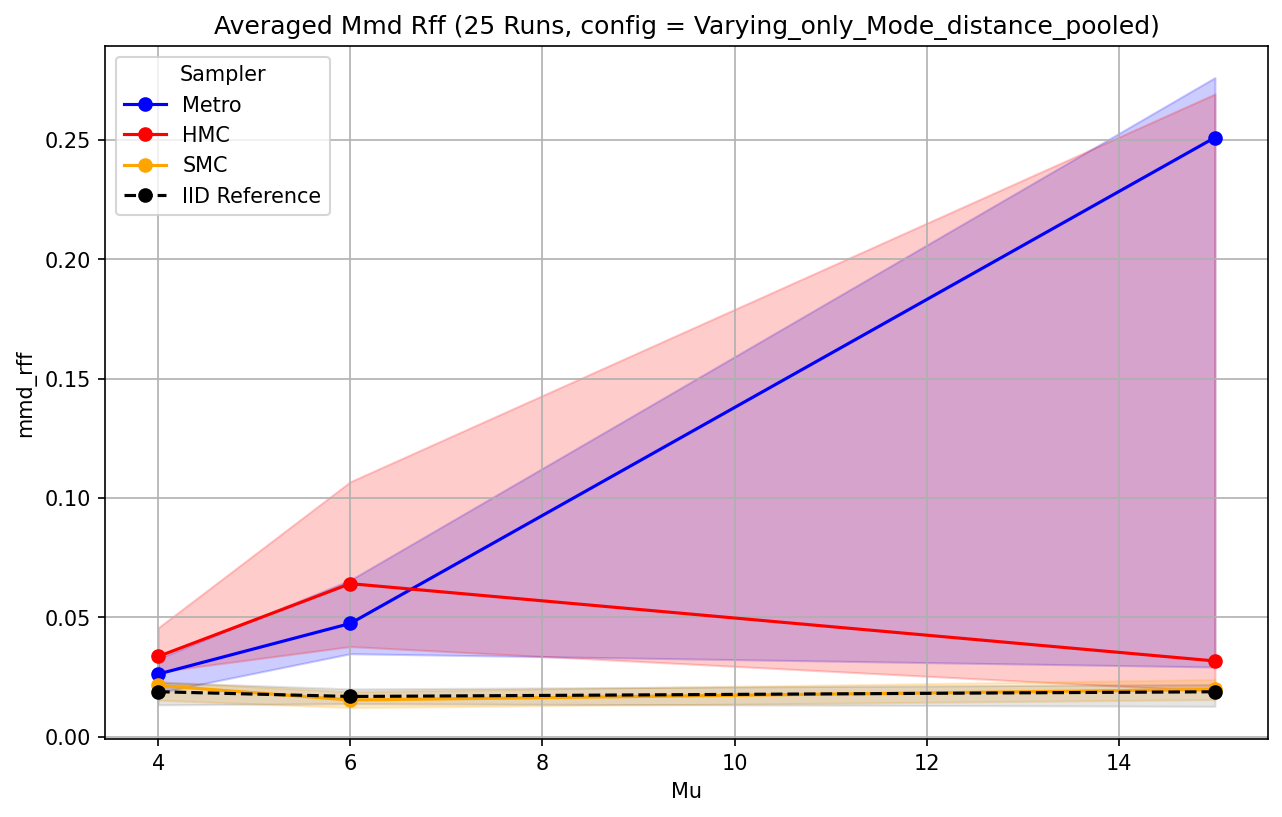 Averaged Mmd Rff (25 Runs, config = Varying_only_Mode_distance_pooled)
Sampler
Metro
HMC
SMC
IID Reference
mmd_rff
0.25
0.20
0.15
0.10
0.05
0.00
4 6 8 10 12 14
Mu